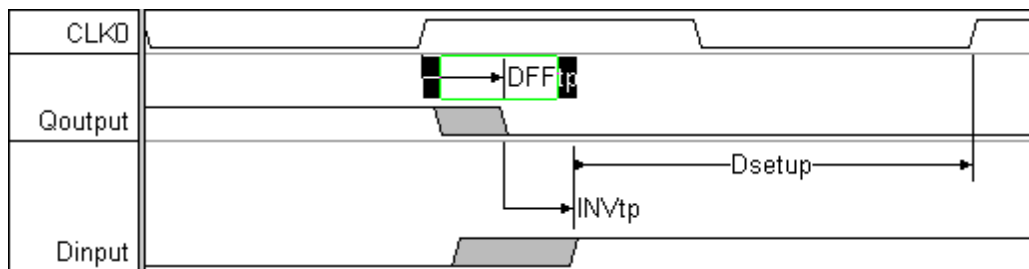 CLK0
DFFtp
Qoutput
Dsetup
INVtp
Dinput